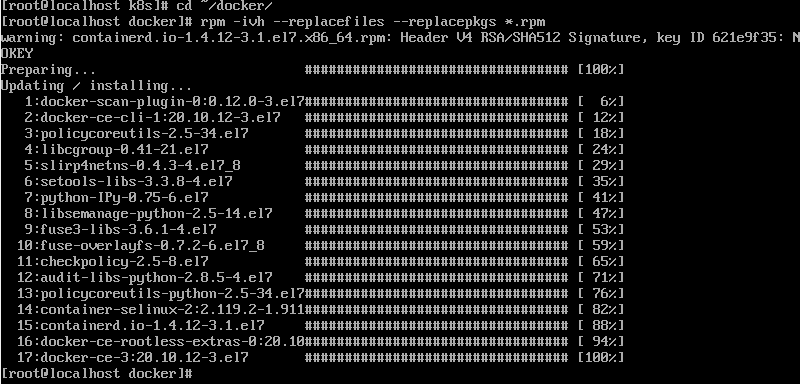 [root@localhost k8s]# cd ~/docker/
[root@localhost docker]# rpm -ivh --replacefiles --replacepkgs *.rpm
warning: containerd.io-1.4.12-3.1.el7.x86_64.rpm: Header V4 RSA/SHA512 Signature, key ID 621e9f35: N
OKEY
Preparing... ################################# [100%]
Updating / installing...
1:docker-scan-plugin-0:0.12.0-3.el7################################# [ 6%]
2:docker-ce-cli-1:20.10.12-3.el7 ################################# [ 12%]
3:policycoreutils-2.5-34.el7 ################################# [ 18%]
4:libcgroup-0.41-21.el7 ################################# [ 24%]
5:slirp4netns-0.4.3-4.el7_8 ################################# [ 29%]
6:setools-libs-3.3.8-4.el7 ################################# [ 35%]
7:python-IPy-0.75-6.el7 ################################# [ 41%]
8:libsemanage-python-2.5-14.el7 ################################# [ 47%]
9:fuse3-libs-3.6.1-4.el7 ################################# [ 53%]
10:fuse-overlayfs-0.7.2-6.el7_8 ################################# [ 59%]
11:checkpolicy-2.5-8.el7 ################################# [ 65%]
12:audit-libs-python-2.8.5-4.el7 ################################# [ 71%]
13:policycoreutils-python-2.5-34.el7################################# [ 76%]
14:container-selinux-2:2.119.2-1.911################################# [ 82%]
15:containerd.io-1.4.12-3.1.el7 ################################# [ 88%]
16:docker-ce-rootless-extras-0:20.10################################# [ 94%]
17:docker-ce-3:20.10.12-3.el7 ################################# [100%]
[root@localhost docker]#